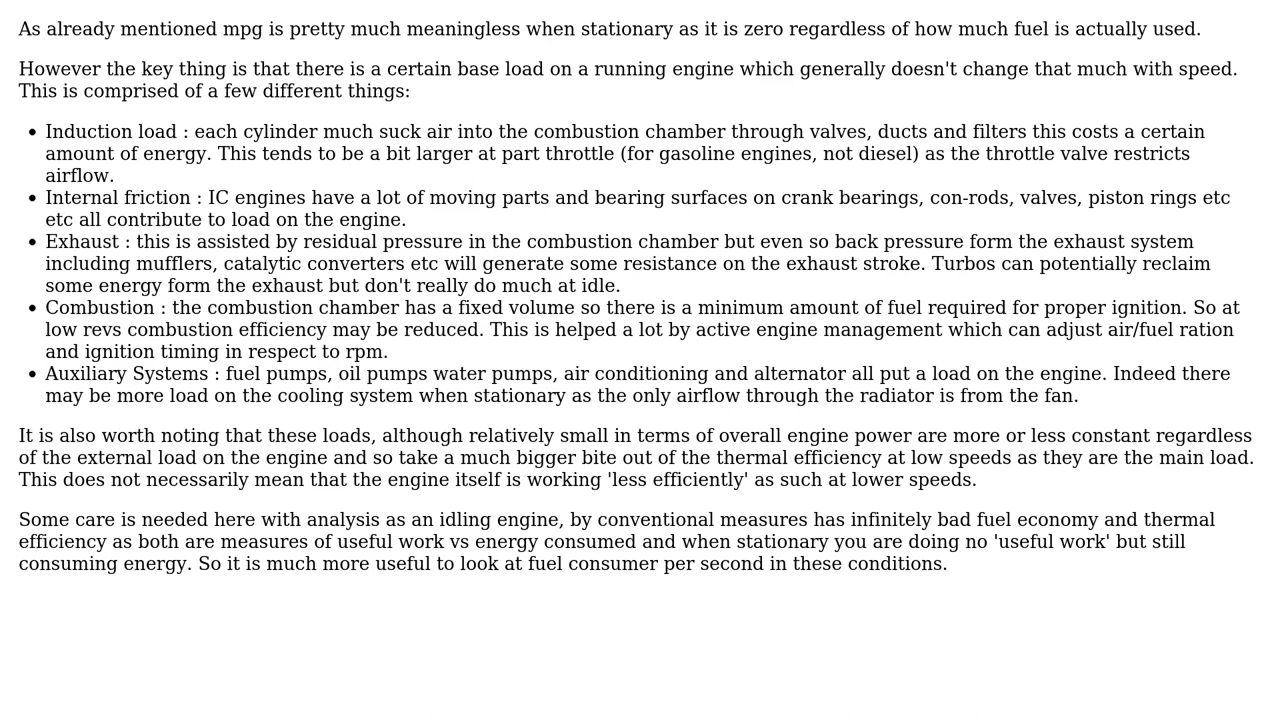 As already mentioned mpg is pretty much meaningless when stationary as it is zero regardless of how much fuel is actually used.
However the key thing is that there is a certain base load on a running engine which generally doesn't change that much with speed.
This is comprised of a few different things:
• Induction load : each cylinder much suck air into the combustion chamber through valves, ducts and filters this costs a certain
amount of energy. This tends to be a bit larger at part throttle (for gasoline engines, not diesel) as the throttle valve restricts
airflow.
• Internal friction : IC engines have a lot of moving parts and bearing surfaces on crank bearings, con-rods, valves, piston rings etc
etc all contribute to load on the engine.
• Exhaust : this is assisted by residual pressure in the combustion chamber but even so back pressure form the exhaust system
including mufflers, catalytic converters etc will generate some resistance on the exhaust stroke. Turbos can potentially reclaim
some energy form the exhaust but don't really do much at idle.
• Combustion : the combustion chamber has a fixed volume so there is a minimum amount of fuel required for proper ignition. So at
low revs combustion efficiency may be reduced. This is helped a lot by active engine management which can adjust air/fuel ration
and ignition timing in respect to rpm.
• Auxiliary Systems : fuel pumps, oil pumps water pumps, air conditioning and alternator all put a load on the engine. Indeed there
may be more load on the cooling system when stationary as the only airflow through the radiator is from the fan.
It is also worth noting that these loads, although relatively small in terms of overall engine power are more or less constant regardless
of the external load on the engine and so take a much bigger bite out of the thermal efficiency at low speeds as they are the main load.
This does not necessarily mean that the engine itself is working 'less efficiently' as such at lower speeds.
Some care is needed here with analysis as an idling engine, by conventional measures has infinitely bad fuel economy and thermal
efficiency as both are measures of useful work vs energy consumed and when stationary you are doing no 'useful work' but still
consuming energy. So it is much more useful to look at fuel consumer per second in these conditions.